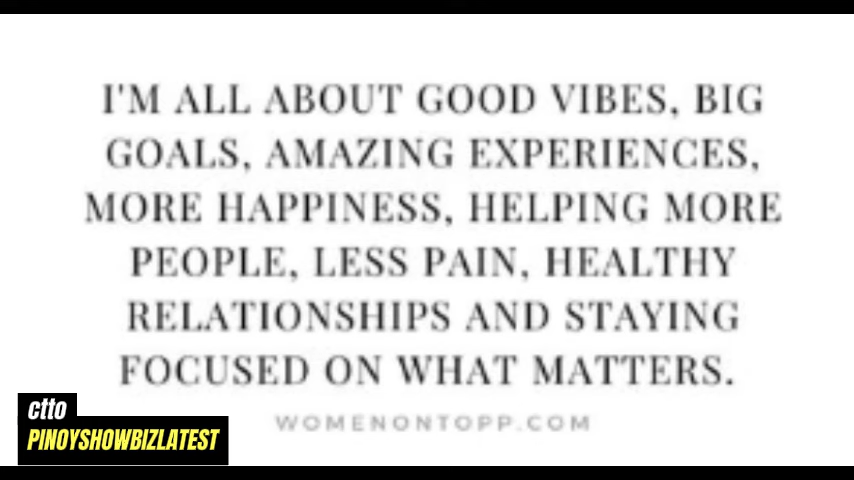 I'M ALL ABOUT GOOD VIBES, BIG
GOALS, AMAZING EXPERIENCES,
MORE HAPPINESS, HELPING MORE
PEOPLE, LESS PAIN, HEALTHY
RELATIONSHIPS AND STAYING
FOCUSED ON WHAT MATTERS.
WOMENONTOPP.COM
ctto
PINOYSHOWBIZLATEST